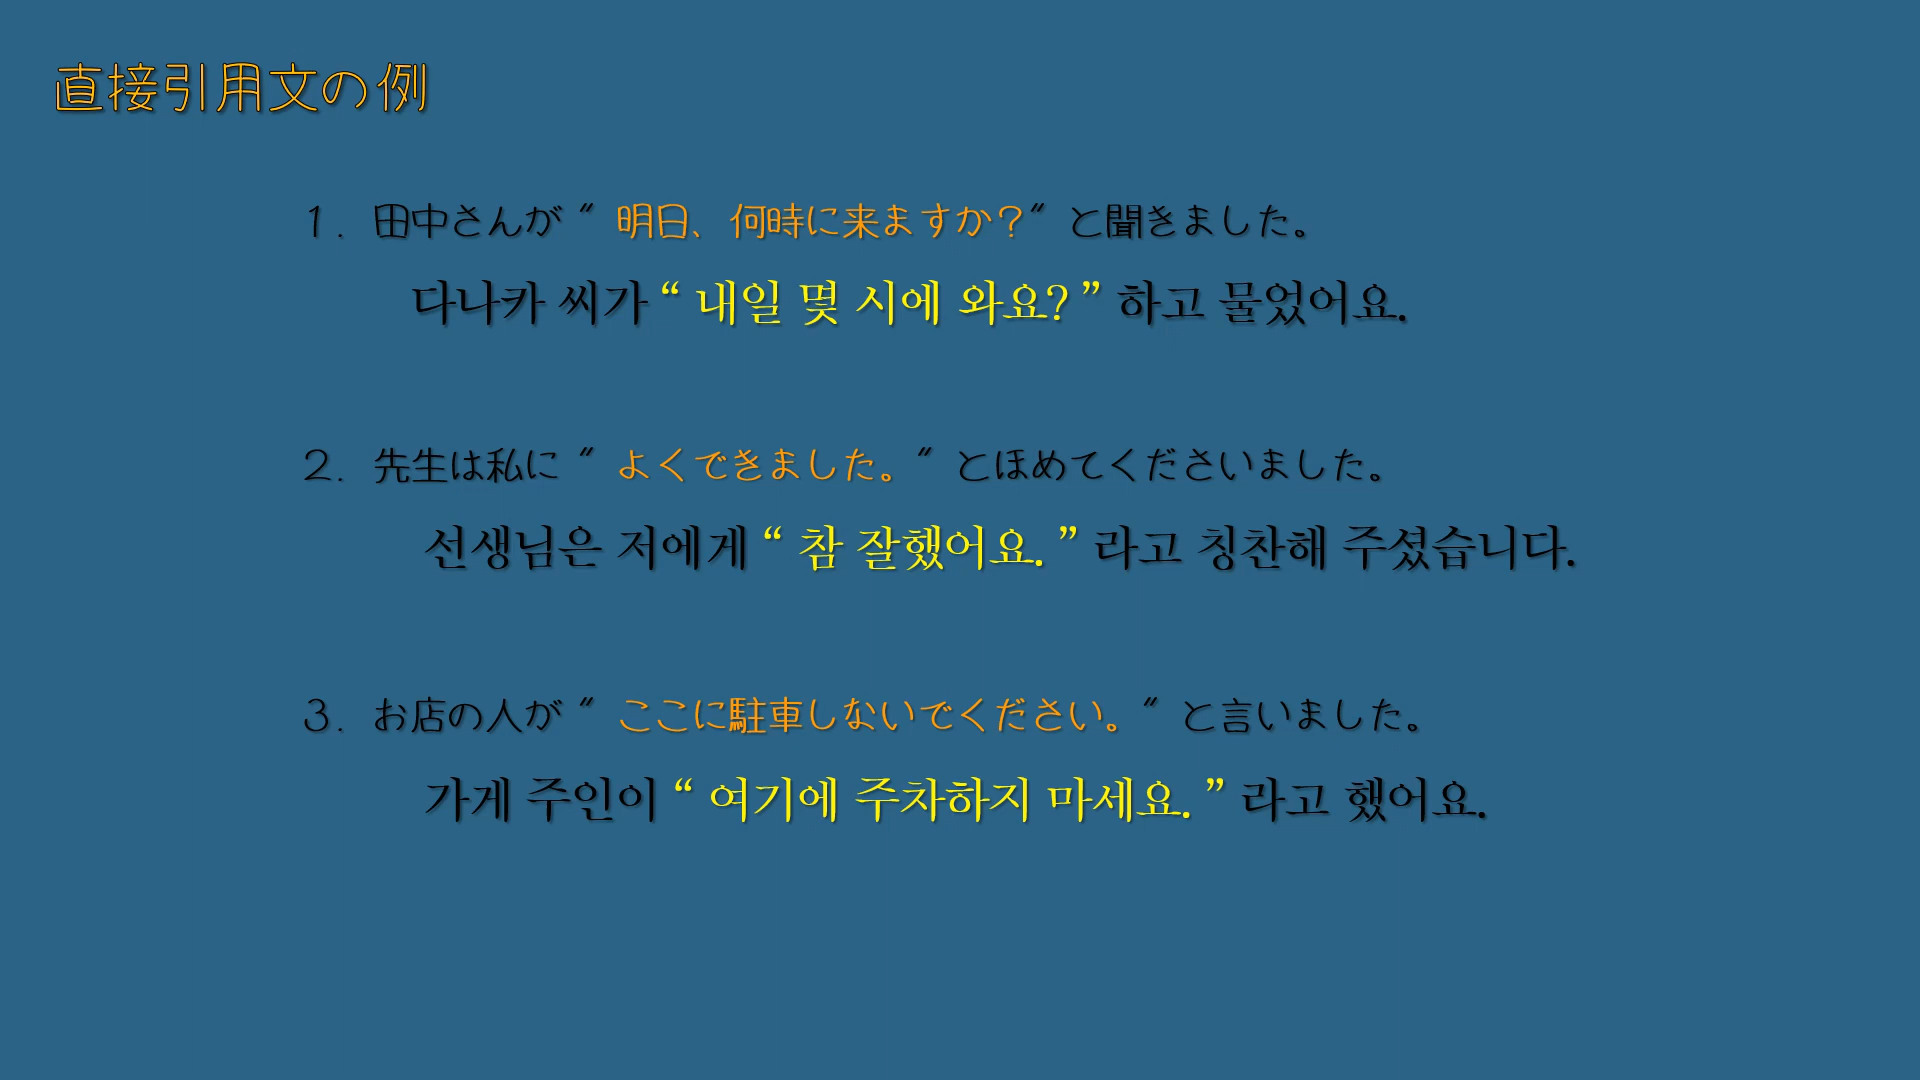 直接引用文の例
１．田中さんが〝明日、何時に来ますか？〞と聞きました。
다나카 씨가 “ 내일 몇 시에 와요? ” 하고 물었어요.
２．先生は私に〝よくできました。〞とほめてくださいました。
선생님은 저에게 “ 참 잘했어요. ” 라고 칭찬해 주셨습니다.
３．お店の人が〝ここに駐車しないでください。〞と言いました。
가게 주인이 “ 여기에 주차하지 마세요. ” 라고 했어요.